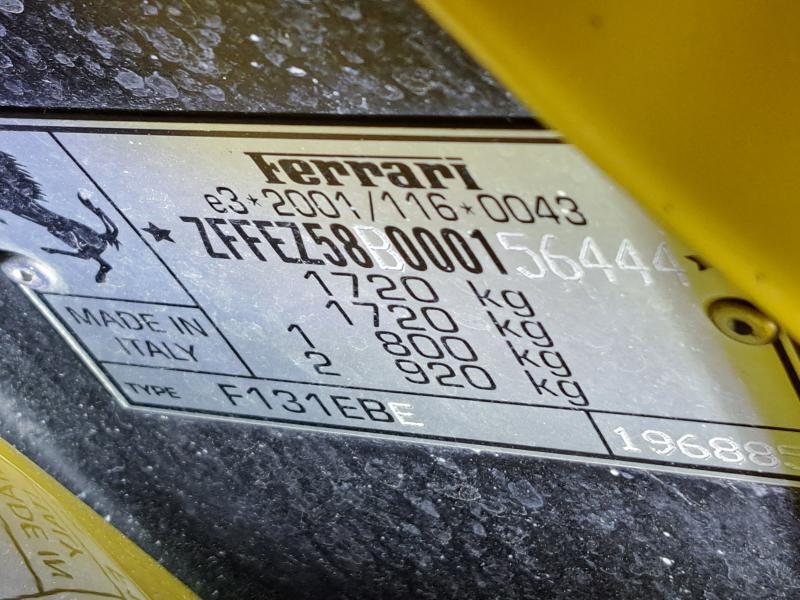 Ferrari
e3*2001/116*0043
★ZFFEZ58B000156444★
1720 kg
1720 kg
1 800 kg
2 920 kg
MADE IN
ITALY
TYPE F131EBE
196885